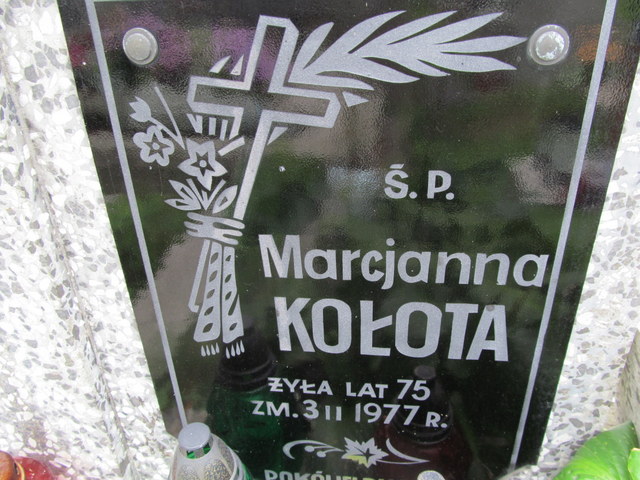 Ś. P.
Marcjanna
KOŁOTA
ŻYŁA LAT 75
ZM. 3 II 1977 R.